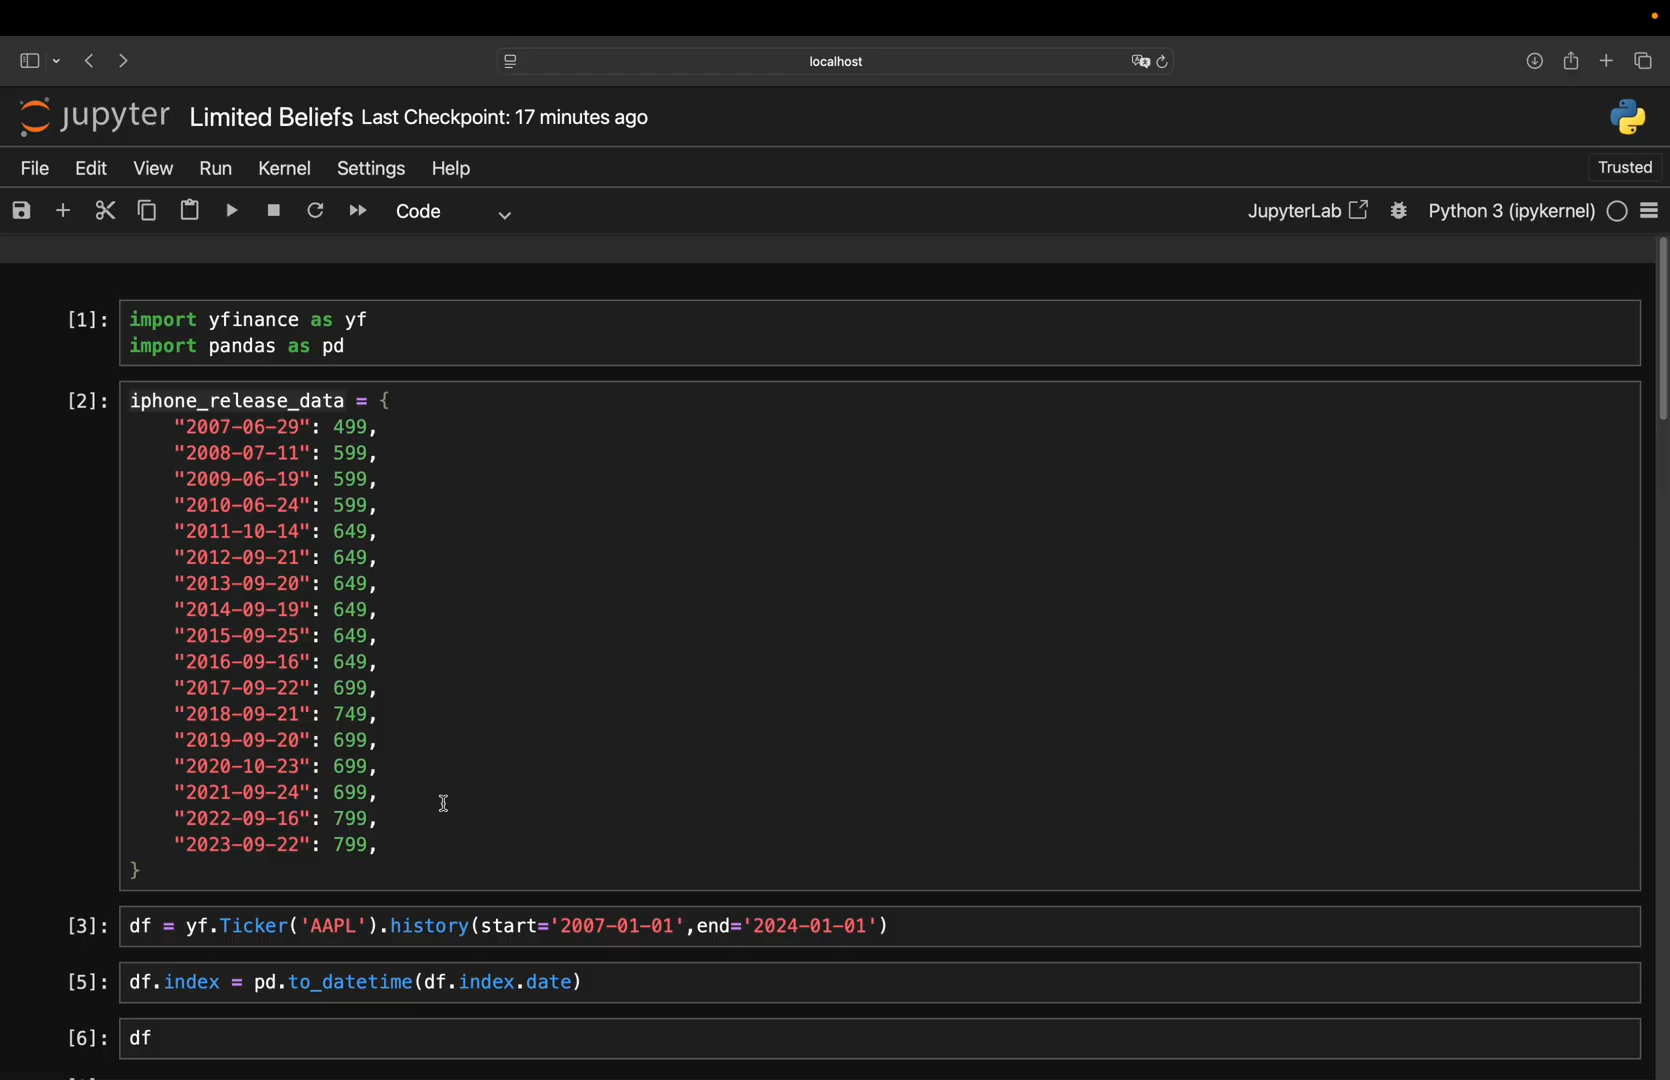 localhost
jupyter Limited Beliefs Last Checkpoint: 17 minutes ago
File Edit View Run Kernel Settings Help Trusted
Code JupyterLab Python 3 (ipykernel)
[1]: import yfinance as yf
import pandas as pd
[2]: iphone_release_data = {
"2007-06-29": 499,
"2008-07-11": 599,
"2009-06-19": 599,
"2010-06-24": 599,
"2011-10-14": 649,
"2012-09-21": 649,
"2013-09-20": 649,
"2014-09-19": 649,
"2015-09-25": 649,
"2016-09-16": 649,
"2017-09-22": 699,
"2018-09-21": 749,
"2019-09-20": 699,
"2020-10-23": 699,
"2021-09-24": 699,
"2022-09-16": 799,
"2023-09-22": 799,
}
[3]: df = yf.Ticker('AAPL').history(start='2007-01-01',end='2024-01-01')
[5]: df.index = pd.to_datetime(df.index.date)
[6]: df